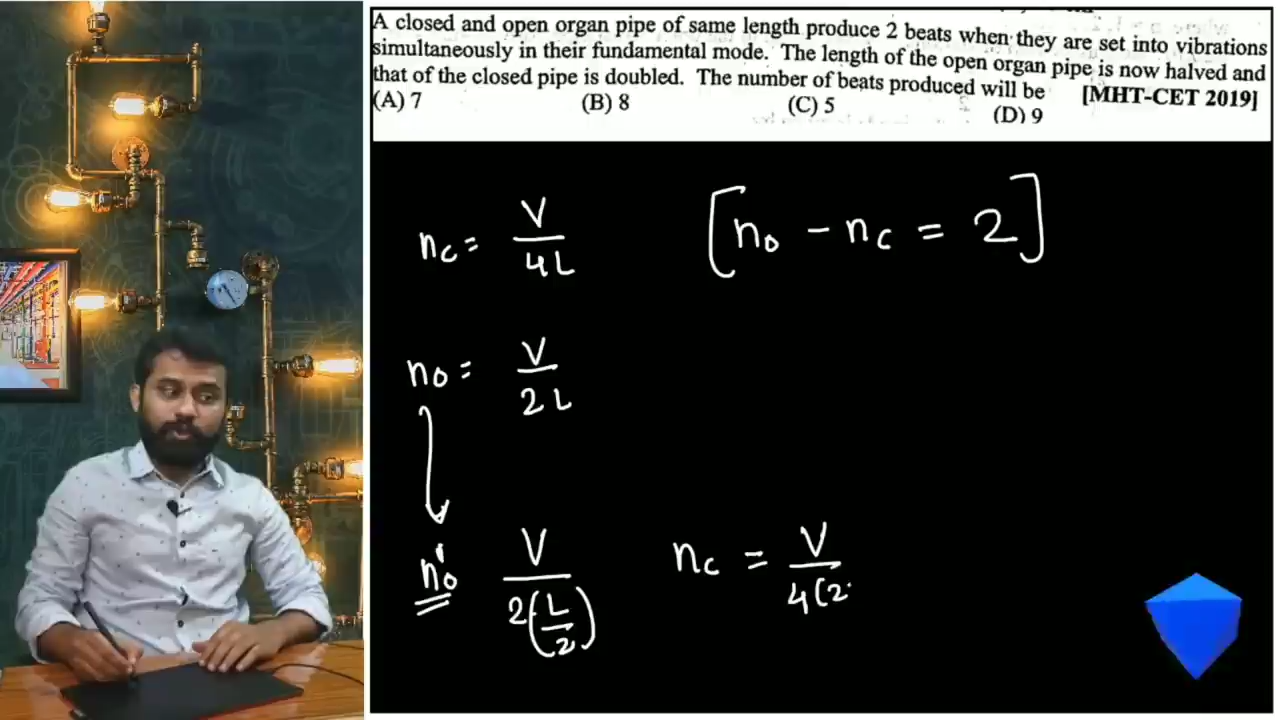 A closed and open organ pipe of same length produce 2 beats when they are set into vibrations
simultaneously in their fundamental mode. The length of the open organ pipe is now halved and
that of the closed pipe is doubled. The number of beats produced will be [MHT-CET 2019]
(A) 7 (B) 8 (C) 5 (D) 9
nc = V/4L [no - nc = 2]
no = V/2L
no' V/2(L/2) nc = V/4(2